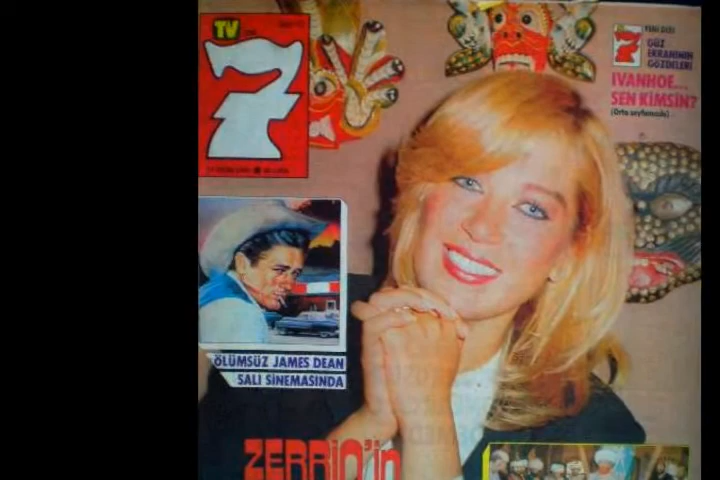 TV
7
YENİ DİZİ
GÜZ
EKRANININ
GÖZDELERİ
IVANHOE...
SEN KİMSİN?
(Orta sayfamızda)
ÖLÜMSÜZ JAMES DEAN
SALI SİNEMASINDA
ZERRİN'in